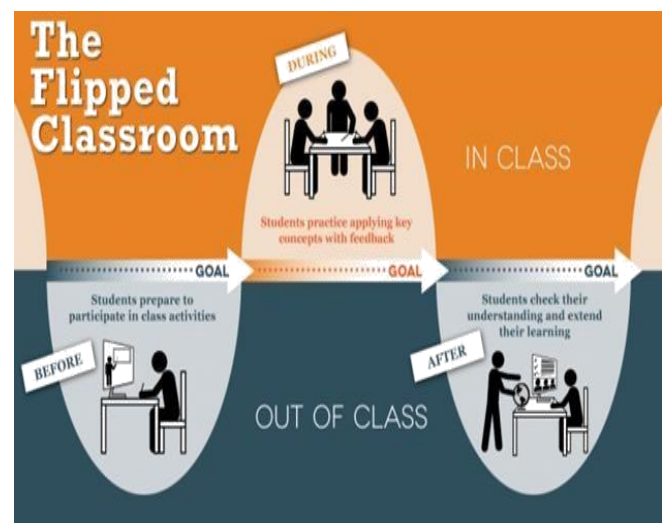 The
Flipped
Classroom
DURING
IN CLASS
Students practice applying key
concepts with feedback
GOAL
GOAL
GOAL
Students prepare to
participate in class activities
BEFORE
OUT OF CLASS
Students check their
understanding and extend
their learning
AFTER